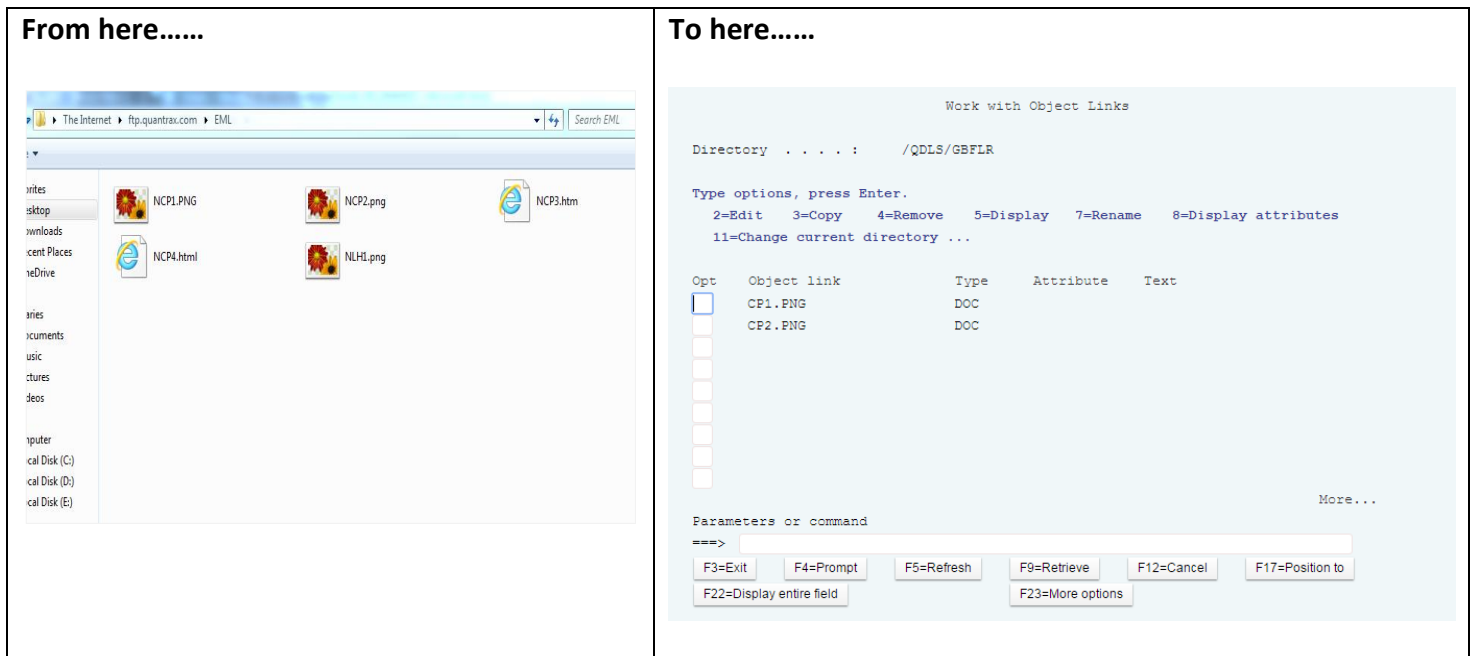 From here……
▸ The Internet ▸ ftp.quantrax.com ▸ EML
Search EML
orites
esktop
ownloads
ecent Places
neDrive
aries
ocuments
usic
ctures
deos
nputer
cal Disk (C:)
cal Disk (D:)
cal Disk (E:)
NCP1.PNG
NCP2.png
NCP3.htm
NCP4.html
NLH1.png
To here……
Work with Object Links
Directory . . . . : /QDLS/GBFLR
Type options, press Enter.
2=Edit 3=Copy 4=Remove 5=Display 7=Rename 8=Display attributes
11=Change current directory ...
Opt Object link Type Attribute Text
CP1.PNG DOC
CP2.PNG DOC
More...
Parameters or command
===>
F3=Exit F4=Prompt F5=Refresh F9=Retrieve F12=Cancel F17=Position to
F22=Display entire field F23=More options